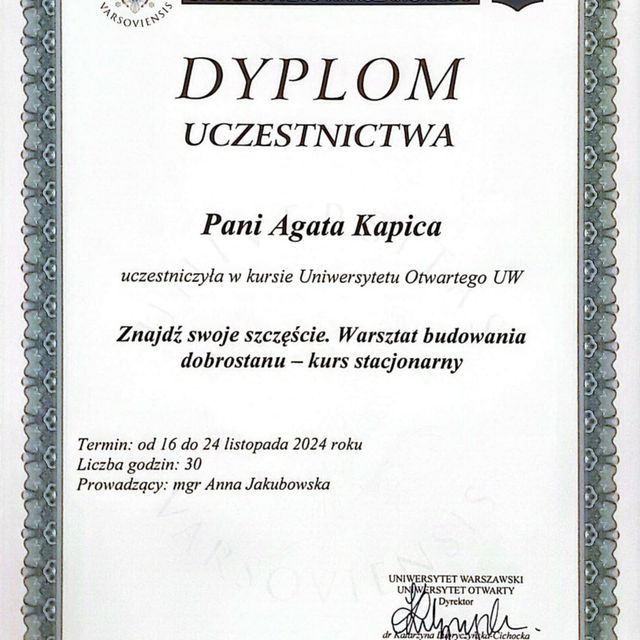 VARSOVIENSIS
DYPLOM
UCZESTNICTWA
Pani Agata Kapica
uczestniczyła w kursie Uniwersytetu Otwartego UW
Znajdź swoje szczęście. Warsztat budowania
dobrostanu – kurs stacjonarny
Termin: od 16 do 24 listopada 2024 roku
Liczba godzin: 30
Prowadzący: mgr Anna Jakubowska
UNIWERSYTET WARSZAWSKI
UNIWERSYTET OTWARTY
Dyrektor
dr Katarzyna